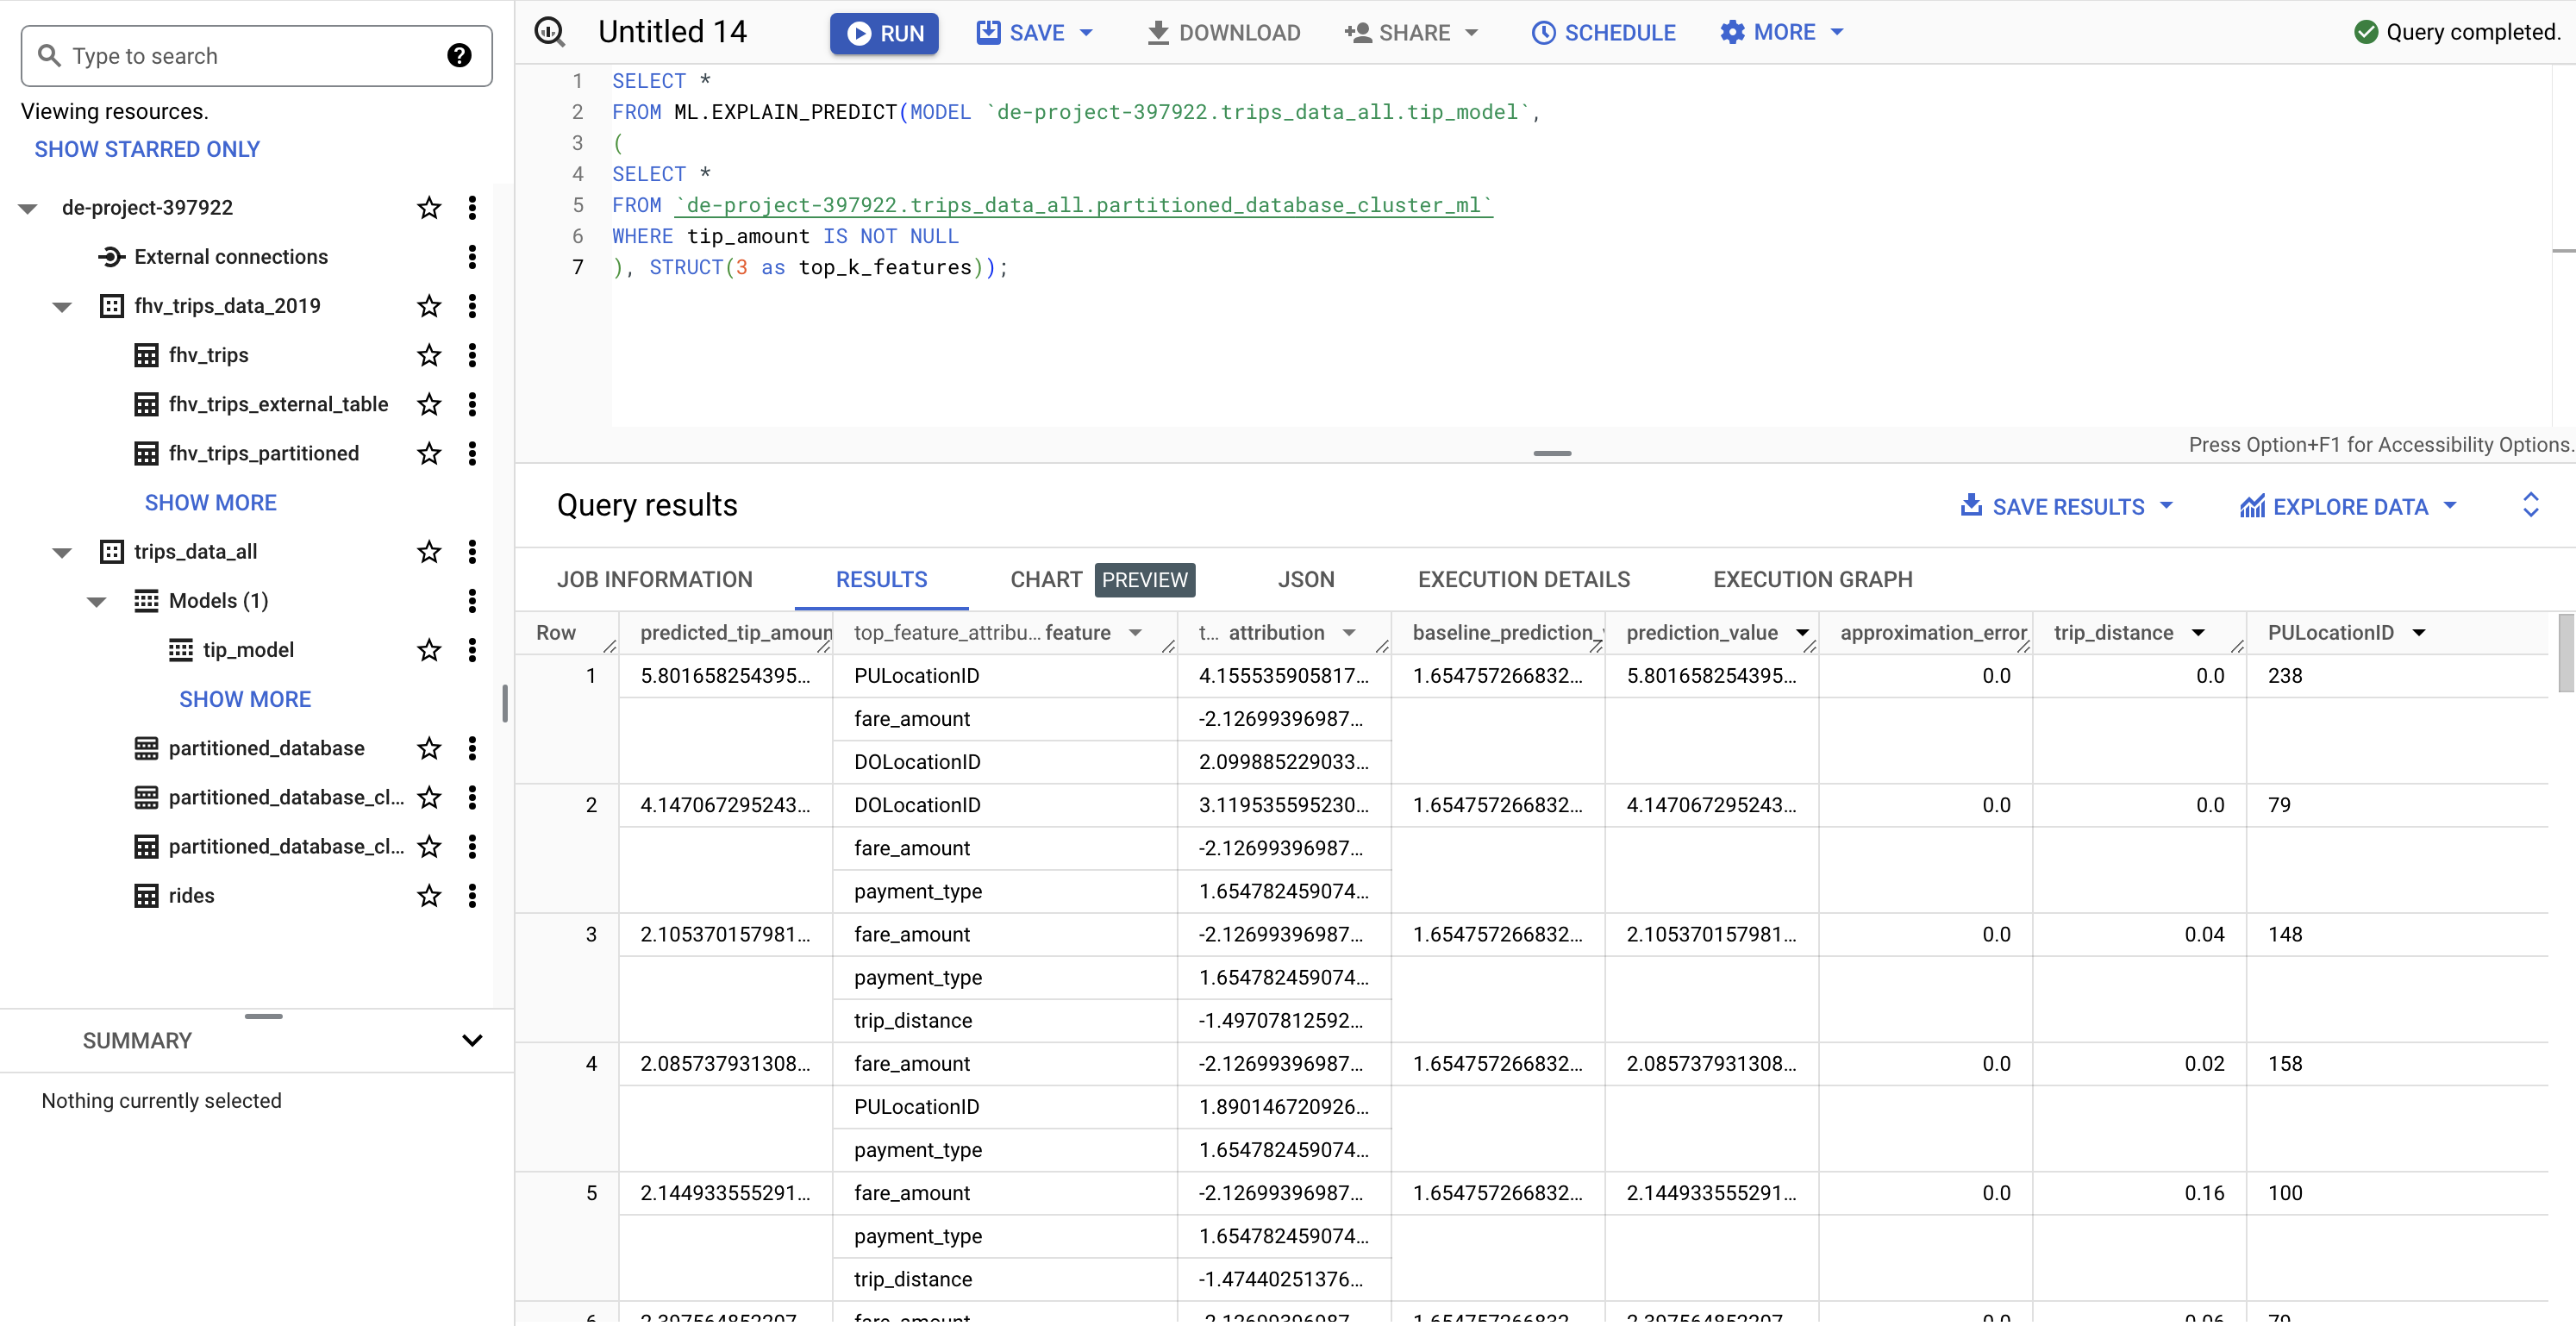 Type to search
Viewing resources.
SHOW STARRED ONLY
de-project-397922
External connections
fhv_trips_data_2019
fhv_trips
fhv_trips_external_table
fhv_trips_partitioned
SHOW MORE
trips_data_all
Models (1)
tip_model
SHOW MORE
partitioned_database
partitioned_database_cl...
partitioned_database_cl...
rides
SUMMARY
Nothing currently selected
Untitled 14 RUN SAVE DOWNLOAD SHARE SCHEDULE MORE Query completed.
1 SELECT *
2 FROM ML.EXPLAIN_PREDICT(MODEL `de-project-397922.trips_data_all.tip_model`,
3 (
4 SELECT *
5 FROM `de-project-397922.trips_data_all.partitioned_database_cluster_ml`
6 WHERE tip_amount IS NOT NULL
7 ), STRUCT(3 as top_k_features));
Press Option+F1 for Accessibility Options.
Query results SAVE RESULTS EXPLORE DATA
JOB INFORMATION RESULTS CHART PREVIEW JSON EXECUTION DETAILS EXECUTION GRAPH
Row predicted_tip_amoun top_feature_attribu... feature t... attribution baseline_prediction_ prediction_value approximation_error trip_distance PULocationID
1 5.801658254395... PULocationID 4.155535905817... 1.654757266832... 5.801658254395... 0.0 0.0 238
fare_amount -2.12699396987...
DOLocationID 2.099885229033...
2 4.147067295243... DOLocationID 3.119535595230... 1.654757266832... 4.147067295243... 0.0 0.0 79
fare_amount -2.12699396987...
payment_type 1.654782459074...
3 2.105370157981... fare_amount -2.12699396987... 1.654757266832... 2.105370157981... 0.0 0.04 148
payment_type 1.654782459074...
trip_distance -1.49707812592...
4 2.085737931308... fare_amount -2.12699396987... 1.654757266832... 2.085737931308... 0.0 0.02 158
PULocationID 1.890146720926...
payment_type 1.654782459074...
5 2.144933555291... fare_amount -2.12699396987... 1.654757266832... 2.144933555291... 0.0 0.16 100
payment_type 1.654782459074...
trip_distance -1.47440251376...